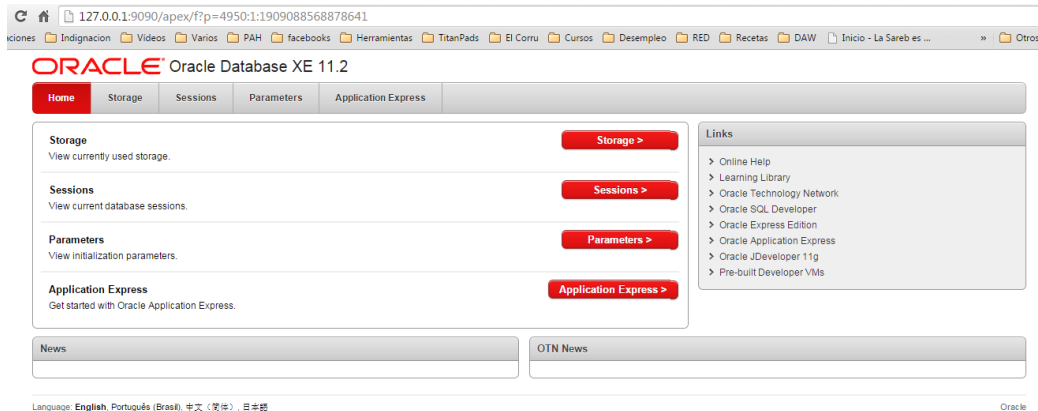 127.0.0.1:9090/apex/f?p=4950:1:1909088568878641
aciones Indignacion Vídeos Varios PAH facebooks Herramientas TitanPads El Corru Cursos Desempleo RED Recetas DAW Inicio - La Sareb es ... » Otros
ORACLE Oracle Database XE 11.2
Home Storage Sessions Parameters Application Express
Storage
View currently used storage.
Storage >
Sessions
View current database sessions.
Sessions >
Parameters
View initialization parameters.
Parameters >
Application Express
Get started with Oracle Application Express.
Application Express >
Links
> Online Help
> Learning Library
> Oracle Technology Network
> Oracle SQL Developer
> Oracle Express Edition
> Oracle Application Express
> Oracle JDeveloper 11g
> Pre-built Developer VMs
News
OTN News
Language: English, Português (Brasil), 中文（简体）, 日本語
Oracle